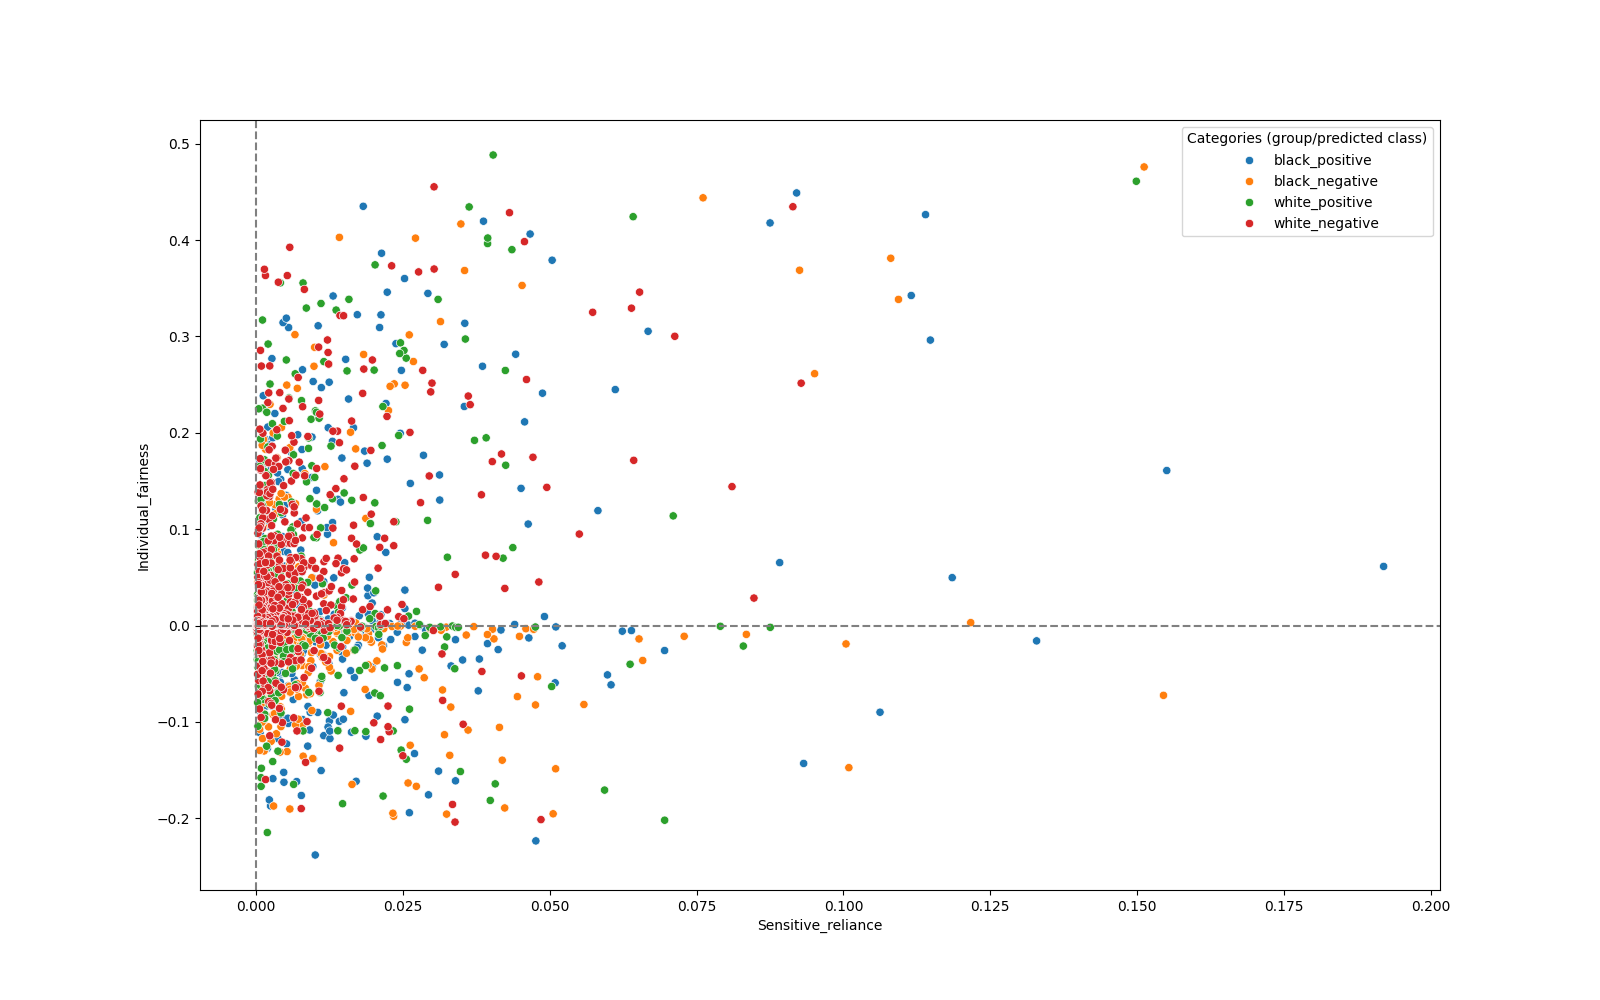 Categories (group/predicted class)
black_positive
black_negative
white_positive
white_negative
0.5
0.4
0.3
0.2
0.1
0.0
−0.1
−0.2
Individual_fairness
0.000 0.025 0.050 0.075 0.100 0.125 0.150 0.175 0.200
Sensitive_reliance